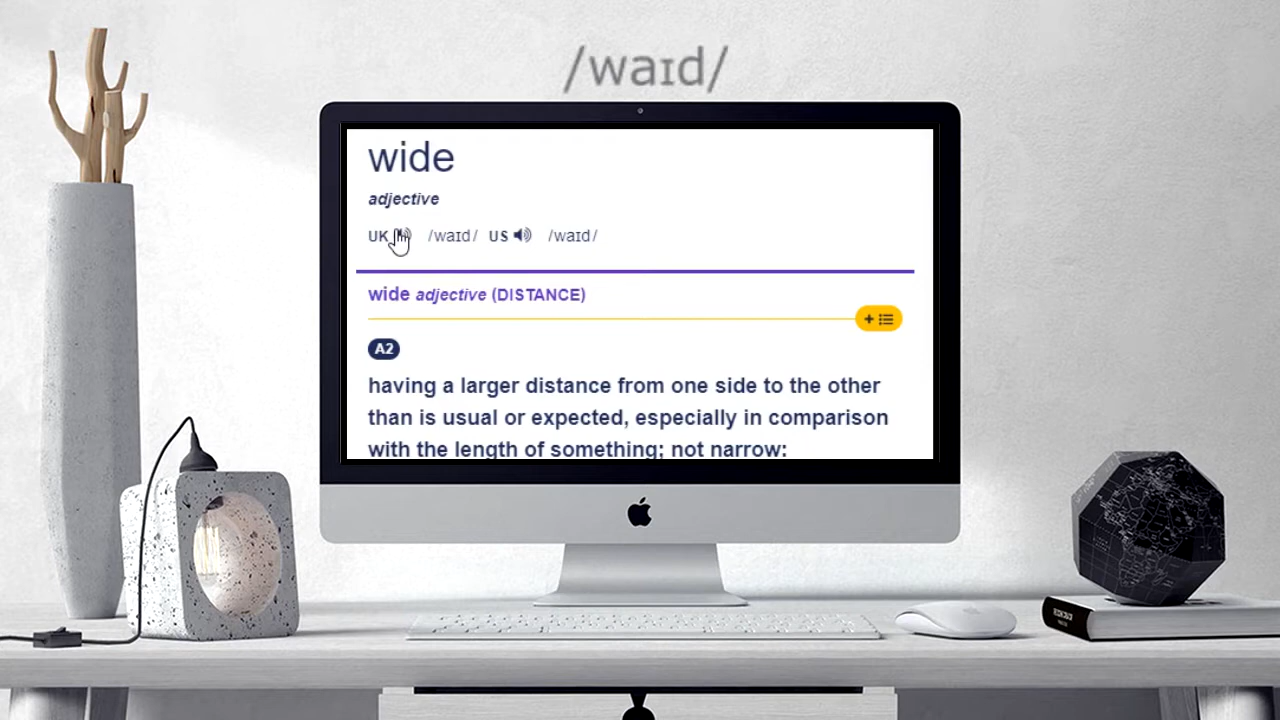 /waɪd/
wide
adjective
UK /waɪd/ US /waɪd/
wide adjective (DISTANCE)
A2
having a larger distance from one side to the other
than is usual or expected, especially in comparison
with the length of something; not narrow: